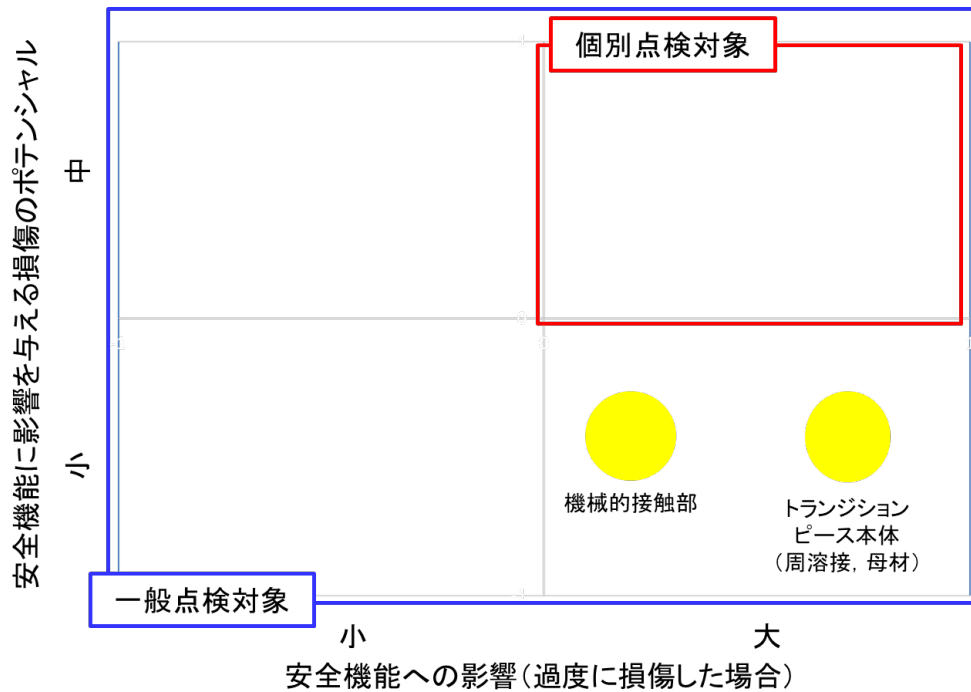 個別点検対象
安全機能に影響を与える損傷のポテンシャル
中
小
機械的接触部
トランジション
ピース本体
（周溶接，母材）
一般点検対象
小
大
安全機能への影響（過度に損傷した場合）